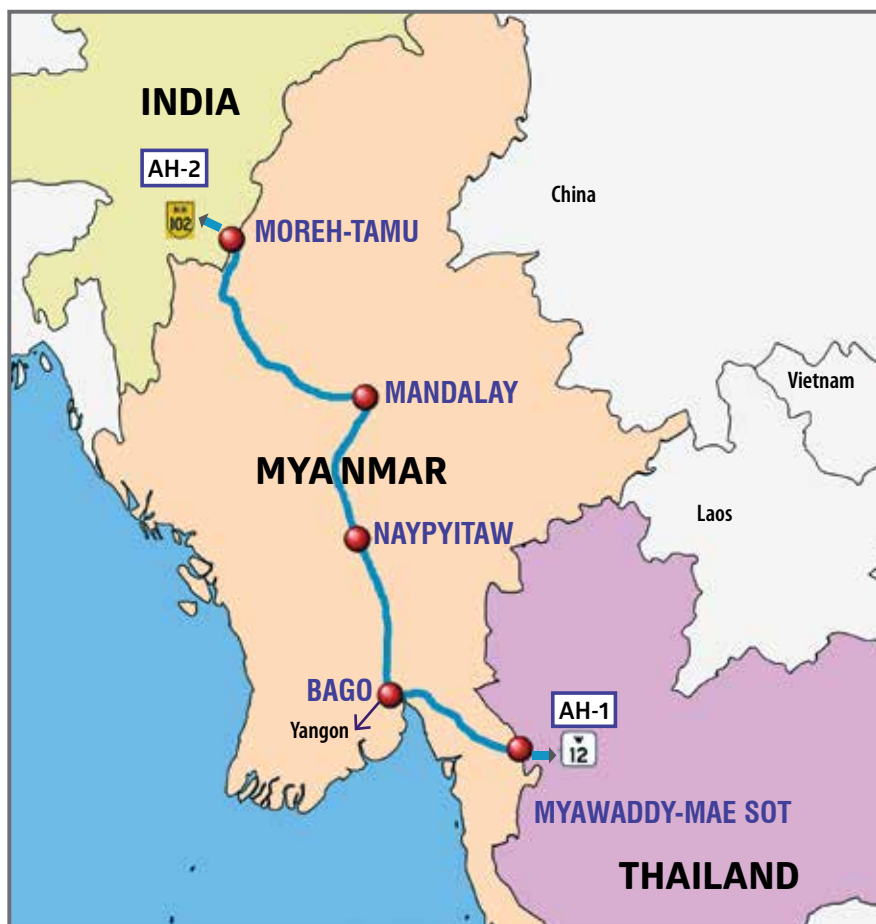 INDIA
AH-2
102
MOREH-TAMU
China
MANDALAY
Vietnam
MYANMAR
Laos
NAYPYITAW
BAGO
Yangon
AH-1
12
MYAWADDY-MAE SOT
THAILAND